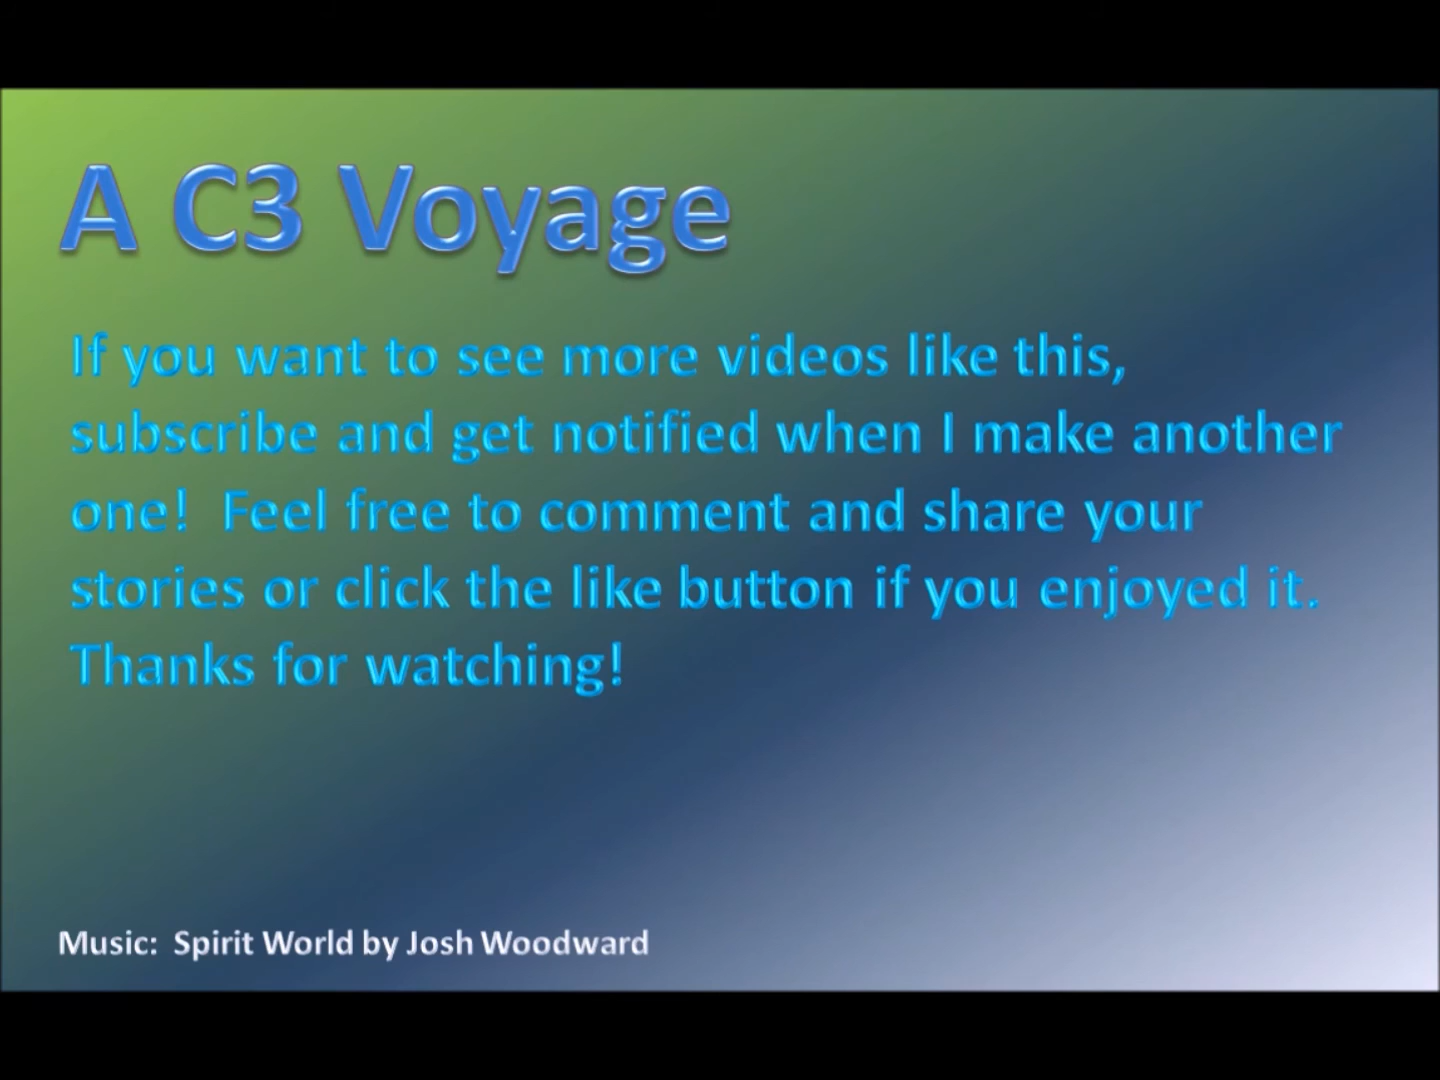 A C3 Voyage
If you want to see more videos like this,
subscribe and get notified when I make another
one!  Feel free to comment and share your
stories or click the like button if you enjoyed it.
Thanks for watching!
Music:  Spirit World by Josh Woodward